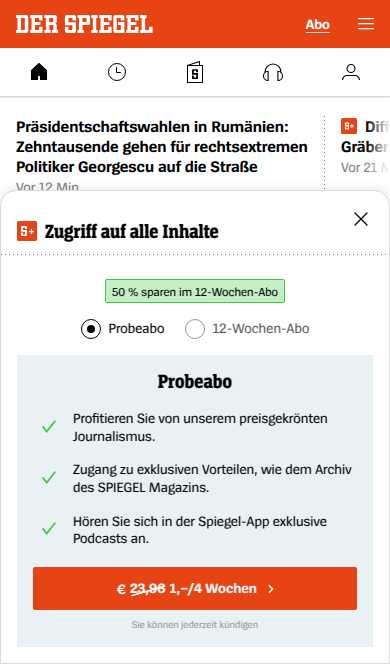 DER SPIEGEL
Abo
Präsidentschaftswahlen in Rumänien:
Zehntausende gehen für rechtsextremen
Politiker Georgescu auf die Straße
Vor 12 Min
S+
Gräber
Vor 21 M
S+ Zugriff auf alle Inhalte
50 % sparen im 12-Wochen-Abo
Probeabo
12-Wochen-Abo
Probeabo
Profitieren Sie von unserem preisgekrönten
Journalismus.
Zugang zu exklusiven Vorteilen, wie dem Archiv
des SPIEGEL Magazins.
Hören Sie sich in der Spiegel-App exklusive
Podcasts an.
€ 23,96 1,–/4 Wochen
Sie können jederzeit kündigen